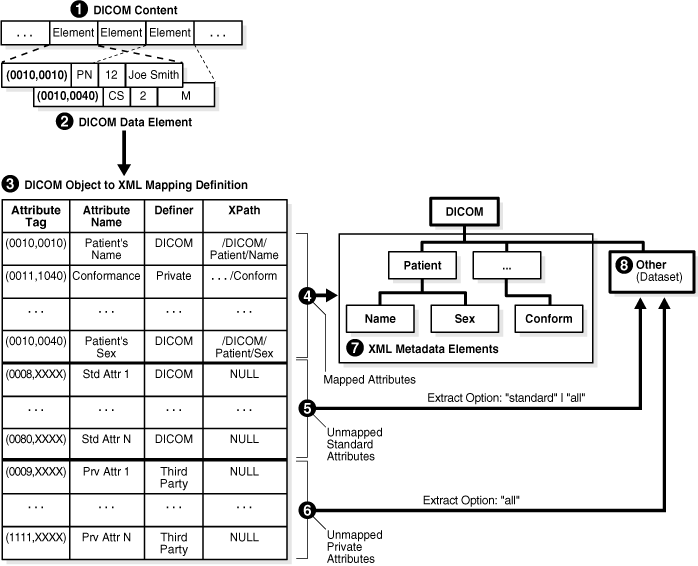 1 DICOM Content
. . . Element Element Element . . .
(0010,0010) PN 12 Joe Smith
(0010,0040) CS 2 M
2 DICOM Data Element
3 DICOM Object to XML Mapping Definition
Attribute Tag Attribute Name Definer XPath
(0010,0010) Patient's Name DICOM /DICOM/ Patient/Name
(0011,1040) Conformance Private . . . /Conform
. . . . . . . . . . . .
(0010,0040) Patient's Sex DICOM /DICOM/ Patient/Sex
(0008,XXXX) Std Attr 1 DICOM NULL
. . . . . . . . . . . .
(0080,XXXX) Std Attr N DICOM NULL
(0009,XXXX) Prv Attr 1 Third Party NULL
. . . . . . . . . . . .
(1111,XXXX) Prv Attr N Third Party NULL
4
Mapped Attributes
5
Unmapped
Standard
Attributes
6
Unmapped
Private
Attributes
DICOM
Patient ...
Name Sex Conform
7 XML Metadata Elements
8 Other
(Dataset)
Extract Option: "standard" | "all"
Extract Option: "all"